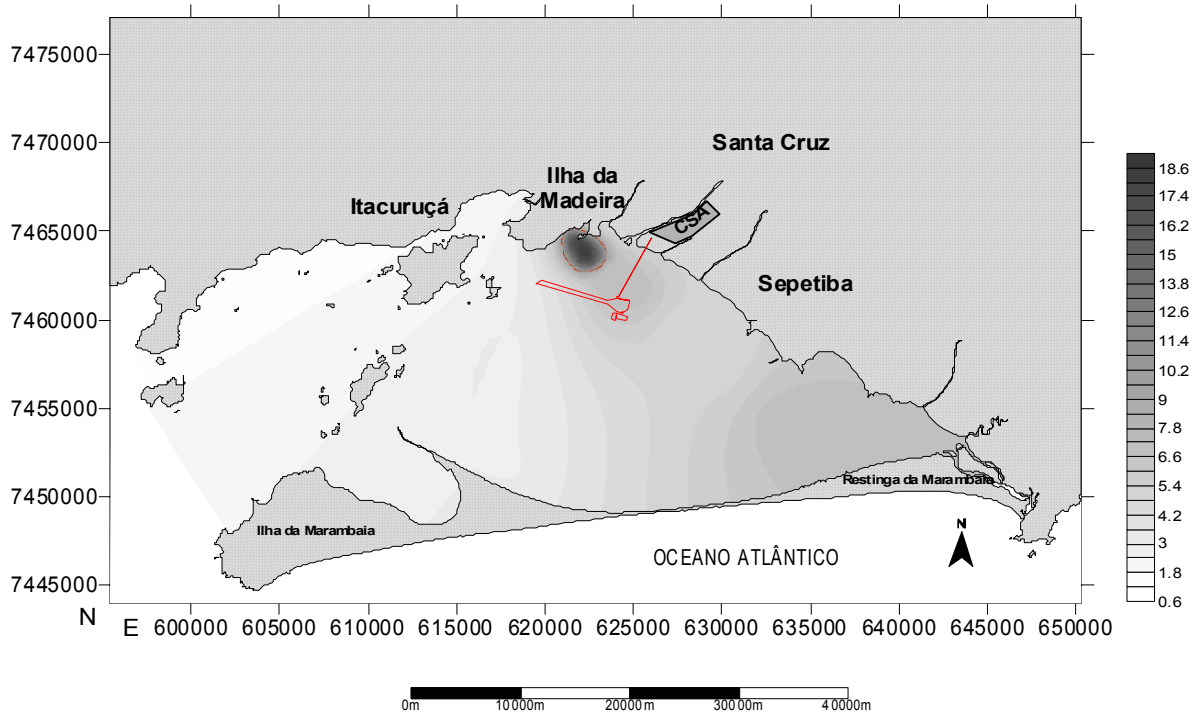 7475000
7470000
7465000
7460000
7455000
7450000
7445000
Santa Cruz
Ilha da
Madeira
Itacuruçá
CSA
Sepetiba
Restinga da Marambaia
Ilha da Marambaia
N
OCEANO ATLÂNTICO
18.6
17.4
16.2
15
13.8
12.6
11.4
10.2
9
7.8
6.6
5.4
4.2
3
1.8
0.6
N
E 600000 605000 610000 615000 620000 625000 630000 635000 640000 645000 650000
0m 10000m 20000m 30000m 40000m